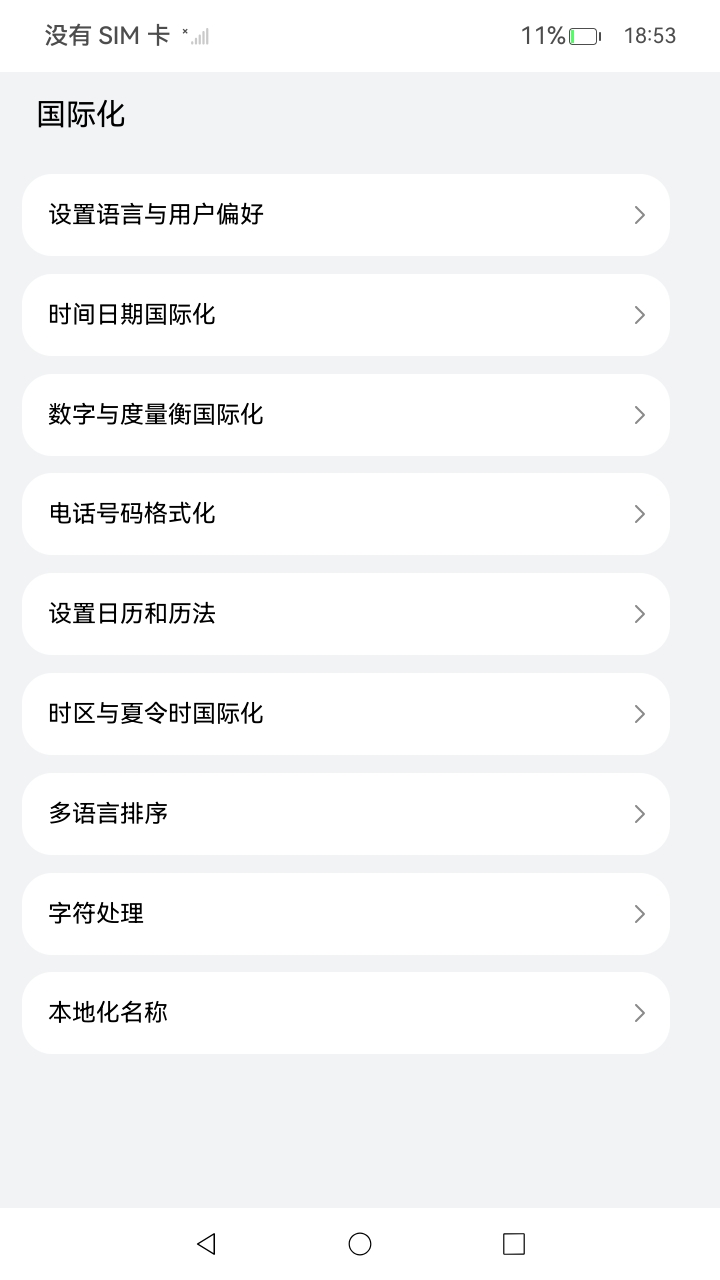 没有 SIM 卡 11% 18:53
国际化
设置语言与用户偏好
时间日期国际化
数字与度量衡国际化
电话号码格式化
设置日历和历法
时区与夏令时国际化
多语言排序
字符处理
本地化名称